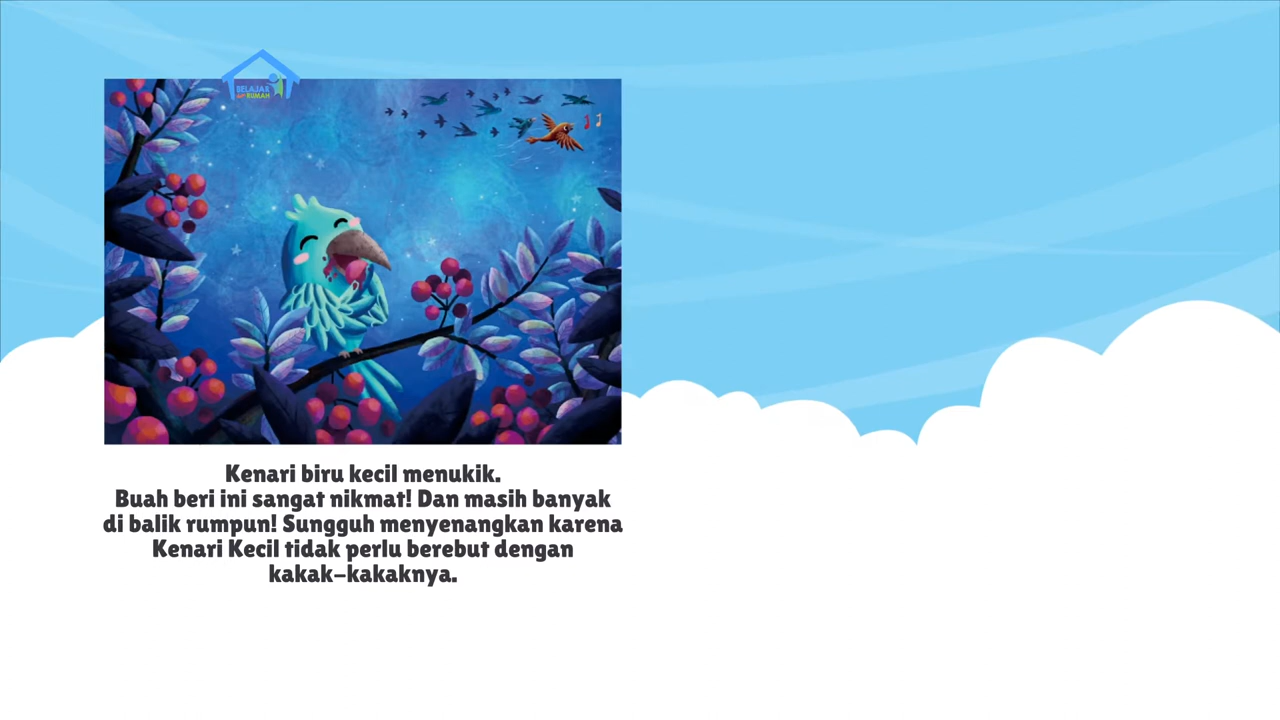 BELAJAR
dari RUMAH
Kenari biru kecil menukik.
Buah beri ini sangat nikmat! Dan masih banyak
di balik rumpun! Sungguh menyenangkan karena
Kenari Kecil tidak perlu berebut dengan
kakak-kakaknya.